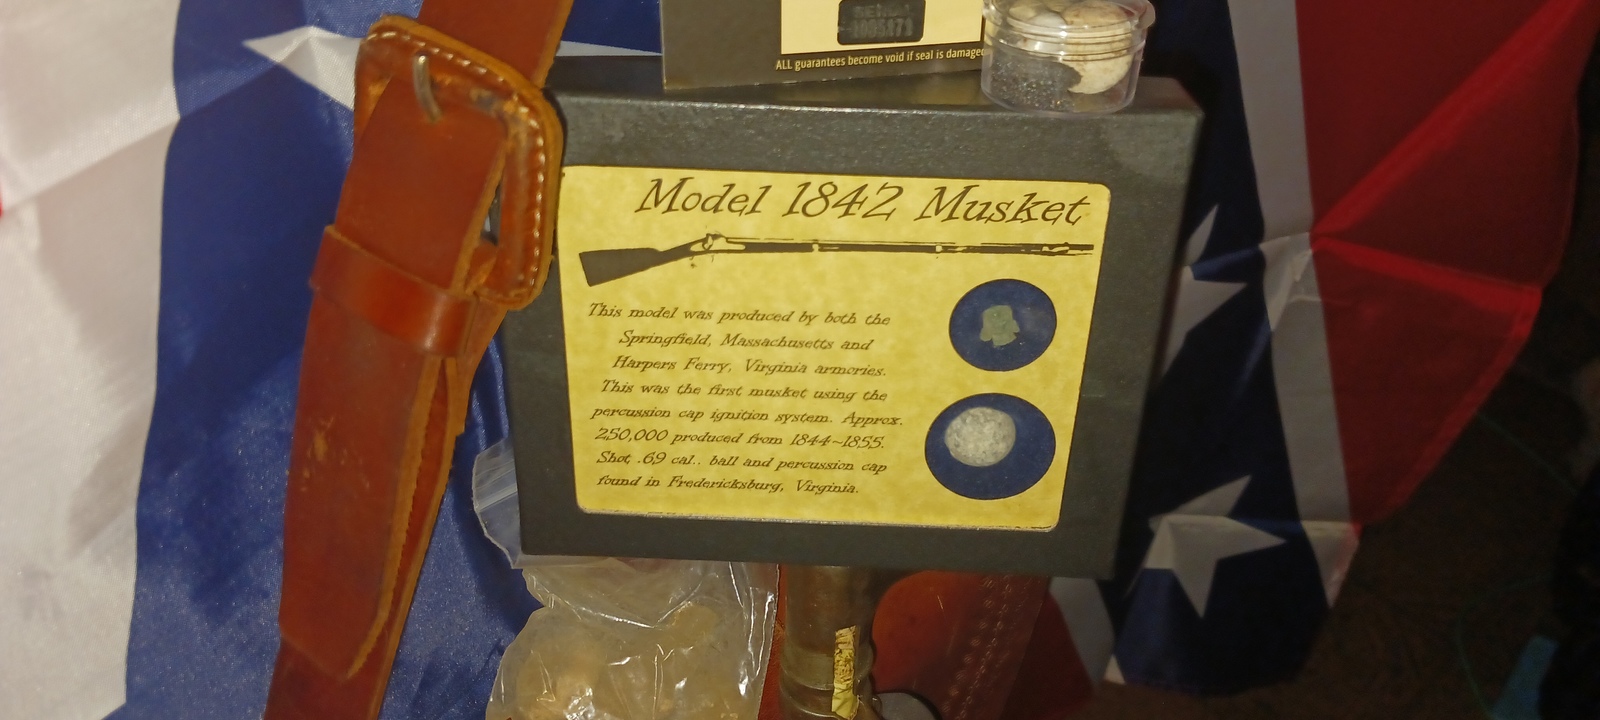 ALL guarantees become void if seal is damaged
Model 1842 Musket
This model was produced by both the
Springfield, Massachusetts and
Harpers Ferry, Virginia armories.
This was the first musket using the
percussion cap ignition system. Approx.
250,000 produced from 1844-1855.
Shot .69 cal.. ball and percussion cap
found in Fredericksburg, Virginia.